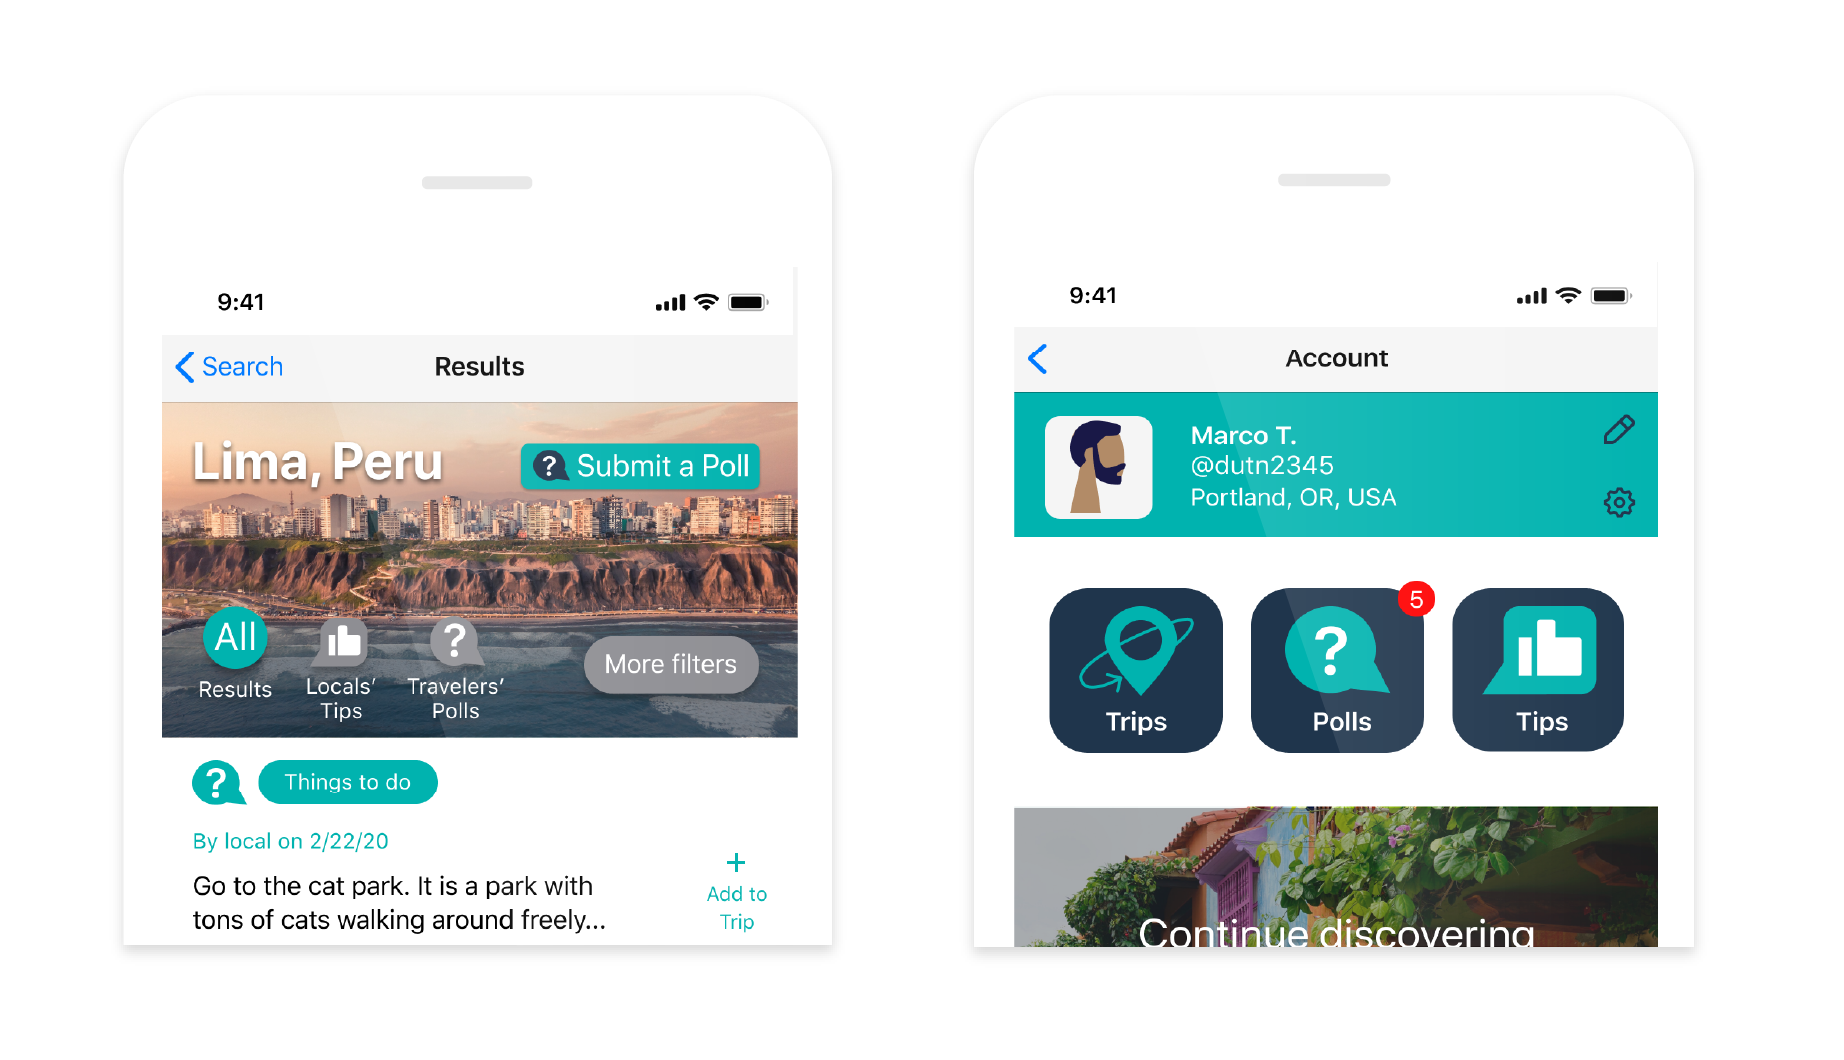 9:41
Search
Results
Lima, Peru
? Submit a Poll
All
Results
Locals’
Tips
?
Travelers’
Polls
More filters
? Things to do
By local on 2/22/20
Go to the cat park. It is a park with
tons of cats walking around freely...
+
Add to
Trip
9:41
Account
Marco T.
@dutn2345
Portland, OR, USA
Trips
5
?
Polls
Tips
Continue discovering